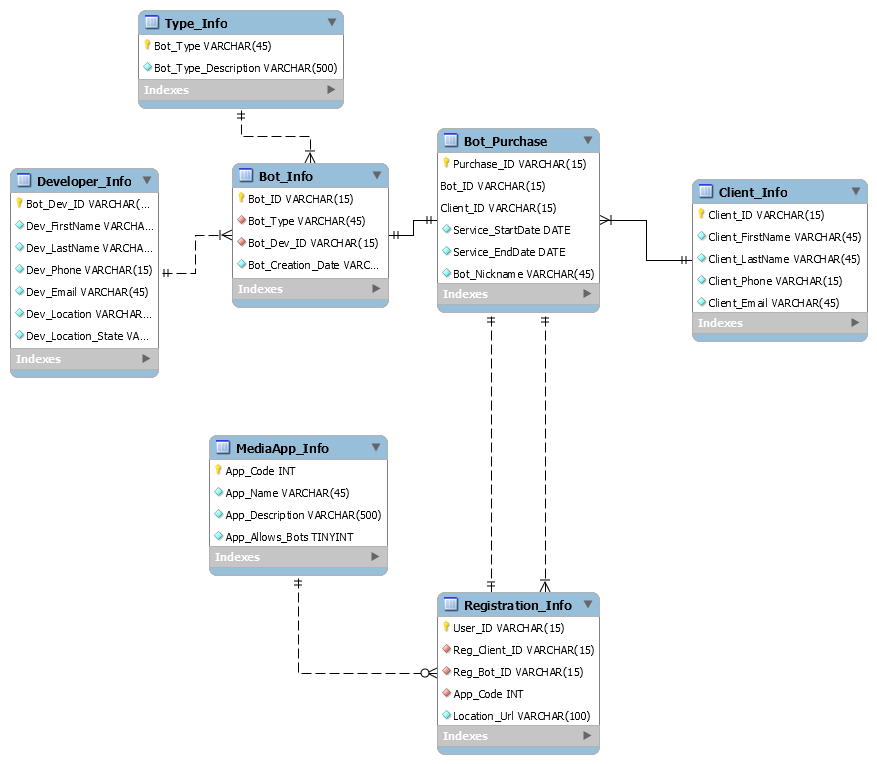 Type_Info
Bot_Type VARCHAR(45)
Bot_Type_Description VARCHAR(500)
Indexes
Developer_Info
Bot_Dev_ID VARCHAR(...
Dev_FirstName VARCHA...
Dev_LastName VARCHA...
Dev_Phone VARCHAR(15)
Dev_Email VARCHAR(45)
Dev_Location VARCHAR...
Dev_Location_State VA...
Indexes
Bot_Info
Bot_ID VARCHAR(15)
Bot_Type VARCHAR(45)
Bot_Dev_ID VARCHAR(15)
Bot_Creation_Date VARC...
Indexes
Bot_Purchase
Purchase_ID VARCHAR(15)
Bot_ID VARCHAR(15)
Client_ID VARCHAR(15)
Service_StartDate DATE
Service_EndDate DATE
Bot_Nickname VARCHAR(45)
Indexes
Client_Info
Client_ID VARCHAR(15)
Client_FirstName VARCHAR(45)
Client_LastName VARCHAR(45)
Client_Phone VARCHAR(15)
Client_Email VARCHAR(45)
Indexes
MediaApp_Info
App_Code INT
App_Name VARCHAR(45)
App_Description VARCHAR(500)
App_Allows_Bots TINYINT
Indexes
Registration_Info
User_ID VARCHAR(15)
Reg_Client_ID VARCHAR(15)
Reg_Bot_ID VARCHAR(15)
App_Code INT
Location_Url VARCHAR(100)
Indexes